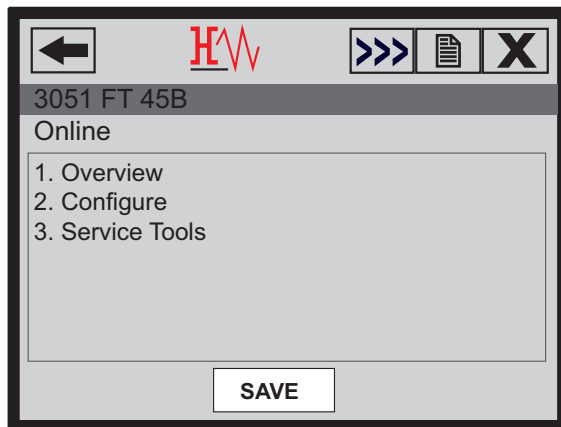 >>> X
3051 FT 45B
Online
1. Overview
2. Configure
3. Service Tools
SAVE